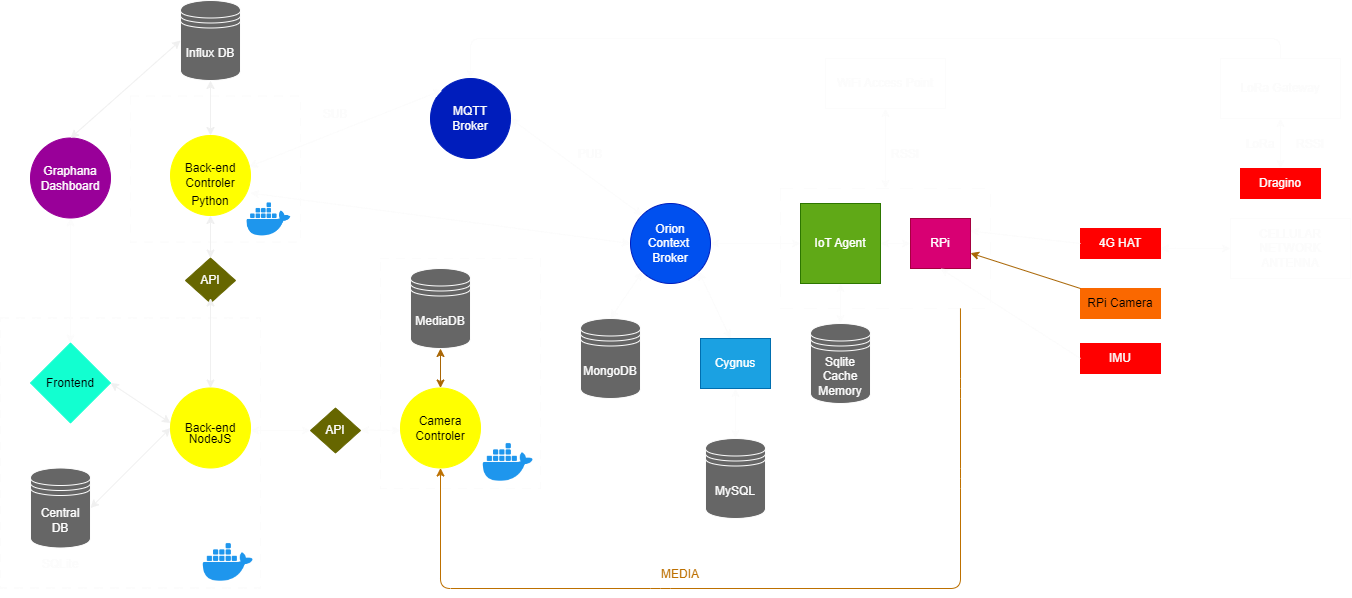 Influx DB
MQTT
Broker
Graphana
Dashboard
Back-end
Controler
Python
Dragino
Orion
Context
Broker
IoT Agent
RPi
4G HAT
API
RPi Camera
MediaDB
IMU
MongoDB
Cygnus
Sqlite
Cache
Memory
Frontend
Back-end
NodeJS
API
Camera
Controler
MySQL
Central
DB
MEDIA